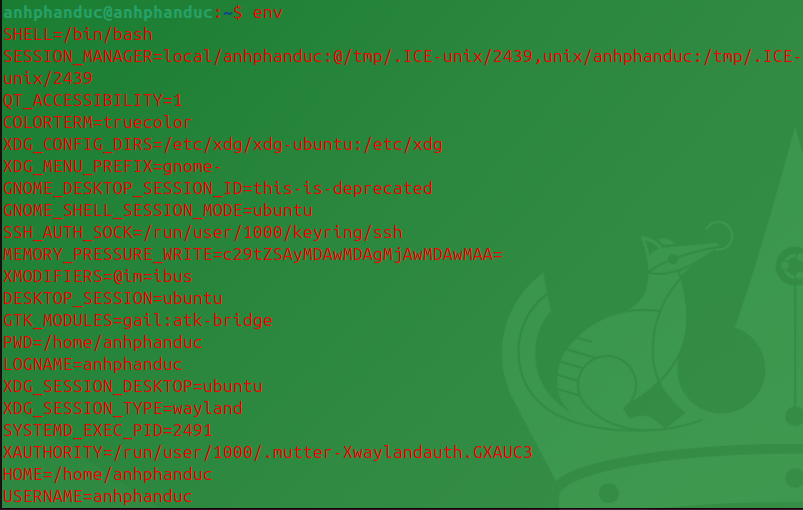 anhphanduc@anhphanduc:~$ env
SHELL=/bin/bash
SESSION_MANAGER=local/anhphanduc:@/tmp/.ICE-unix/2439,unix/anhphanduc:/tmp/.ICE-
unix/2439
QT_ACCESSIBILITY=1
COLORTERM=truecolor
XDG_CONFIG_DIRS=/etc/xdg/xdg-ubuntu:/etc/xdg
XDG_MENU_PREFIX=gnome-
GNOME_DESKTOP_SESSION_ID=this-is-deprecated
GNOME_SHELL_SESSION_MODE=ubuntu
SSH_AUTH_SOCK=/run/user/1000/keyring/ssh
MEMORY_PRESSURE_WRITE=c29tZSAyMDAwMDAgMjAwMDAwMAA=
XMODIFIERS=@im=ibus
DESKTOP_SESSION=ubuntu
GTK_MODULES=gail:atk-bridge
PWD=/home/anhphanduc
LOGNAME=anhphanduc
XDG_SESSION_DESKTOP=ubuntu
XDG_SESSION_TYPE=wayland
SYSTEMD_EXEC_PID=2491
XAUTHORITY=/run/user/1000/.mutter-Xwaylandauth.GXAUC3
HOME=/home/anhphanduc
USERNAME=anhphanduc